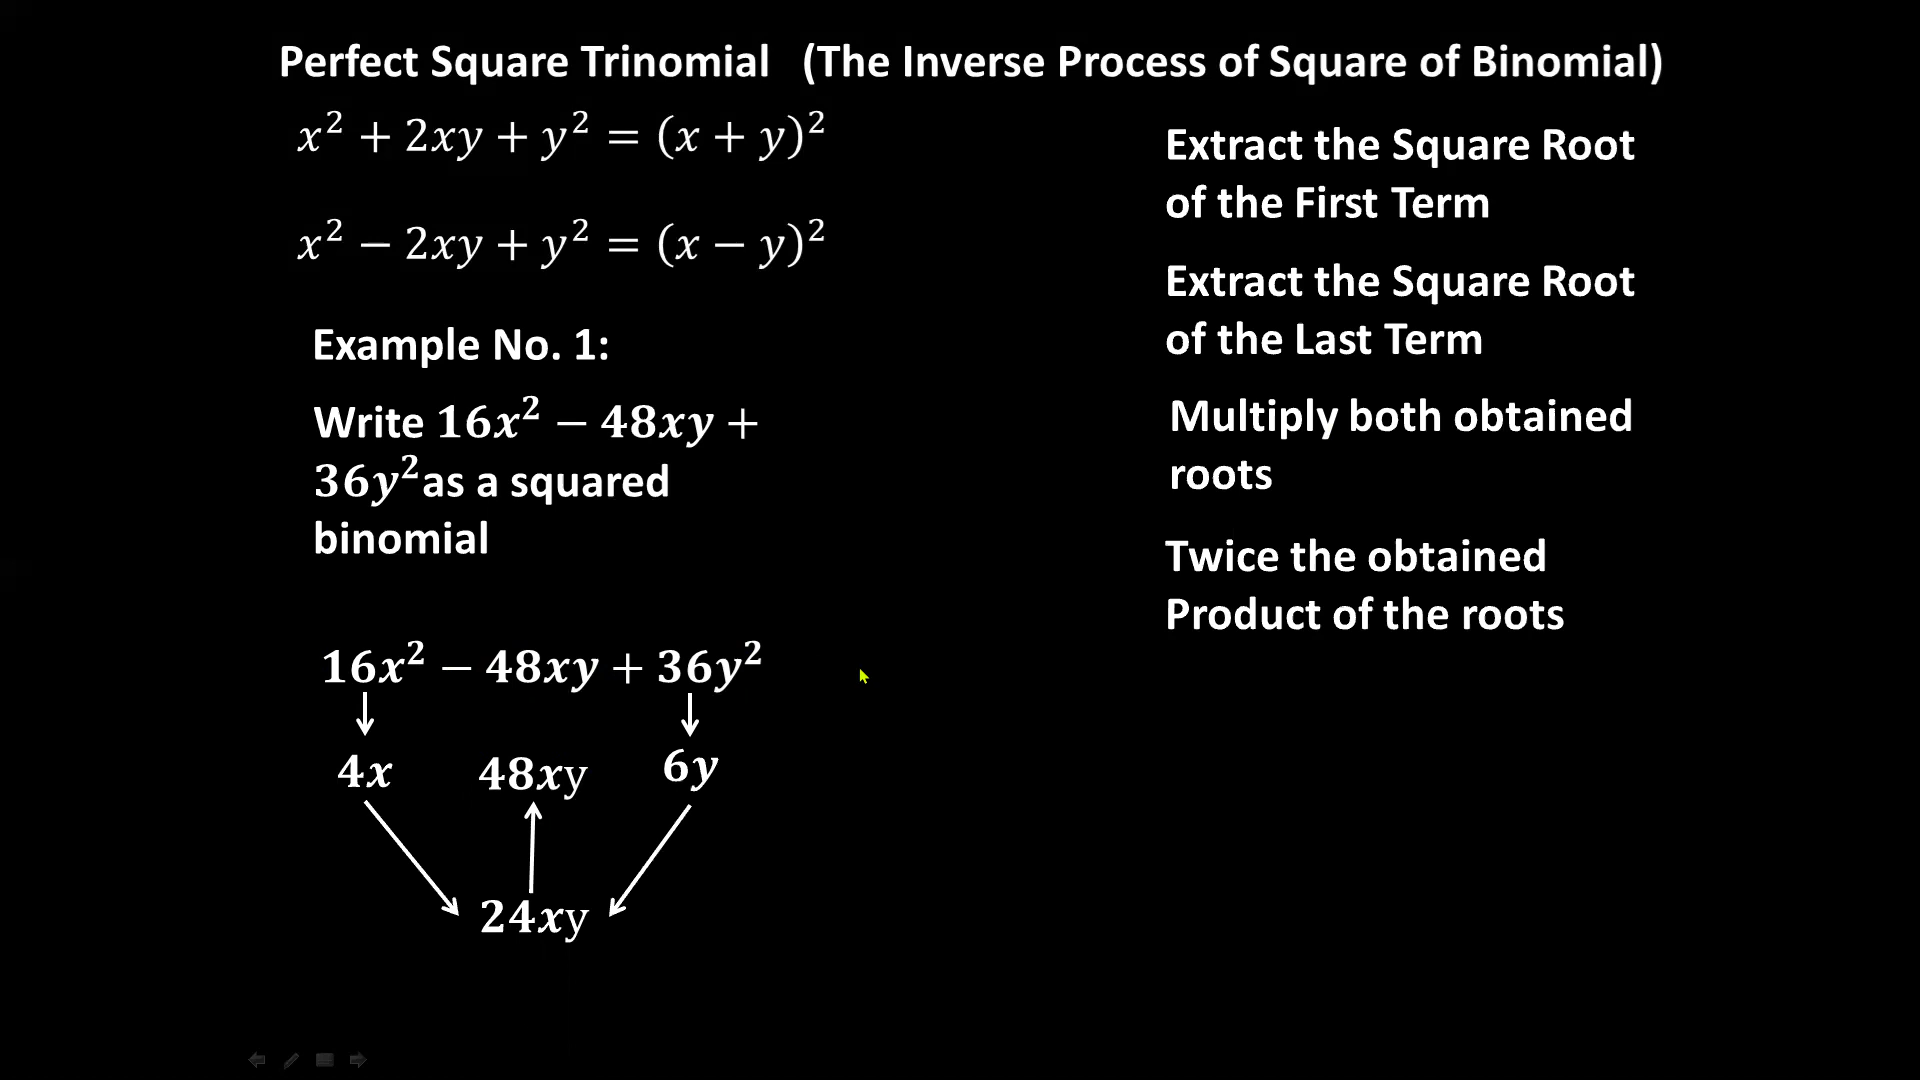 Perfect Square Trinomial (The Inverse Process of Square of Binomial)
x² + 2xy + y² = (x + y)²
x² − 2xy + y² = (x − y)²
Example No. 1:
Write 16x² − 48xy +
36y² as a squared
binomial
16x² − 48xy + 36y²
4x 48xy 6y
24xy
Extract the Square Root
of the First Term
Extract the Square Root
of the Last Term
Multiply both obtained
roots
Twice the obtained
Product of the roots